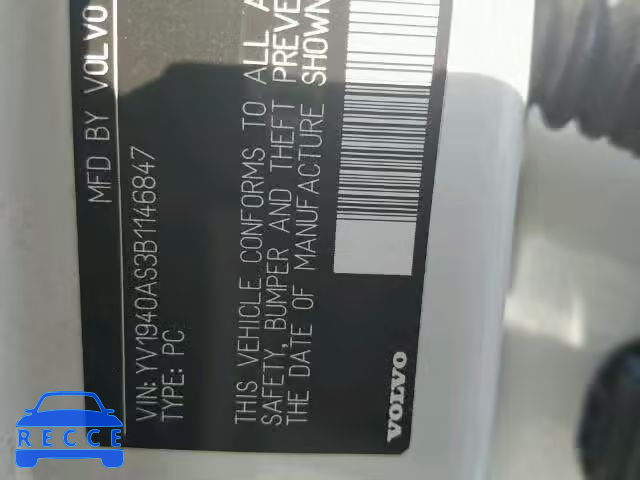 MFD BY VOLVO
VIN: YV1940AS3B1146847
TYPE: PC
THIS VEHICLE CONFORMS TO ALL A
SAFETY, BUMPER AND THEFT PREVE
THE DATE OF MANUFACTURE SHOWN
VOLVO
RECCE